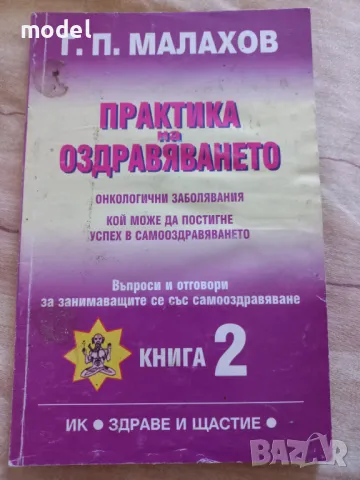 model
Г. П. МАЛАХОВ
ПРАКТИКА
на
ОЗДРАВЯВАНЕТО
ОНКОЛОГИЧНИ ЗАБОЛЯВАНИЯ
КОЙ МОЖЕ ДА ПОСТИГНЕ
УСПЕХ В САМООЗДРАВЯВАНЕТО
Въпроси и отговори
за занимаващите се със самооздравяване
КНИГА 2
ИК • ЗДРАВЕ И ЩАСТИЕ •
BAZAR